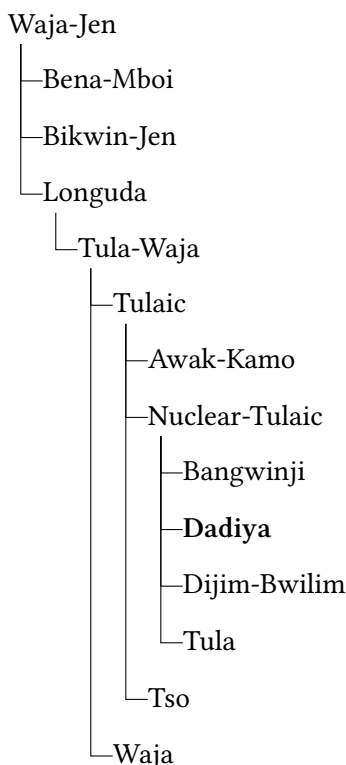 Waja-Jen
Bena-Mboi
Bikwin-Jen
Longuda
Tula-Waja
Tulaic
Awak-Kamo
Nuclear-Tulaic
Bangwinji
Dadiya
Dijim-Bwilim
Tula
Tso
Waja